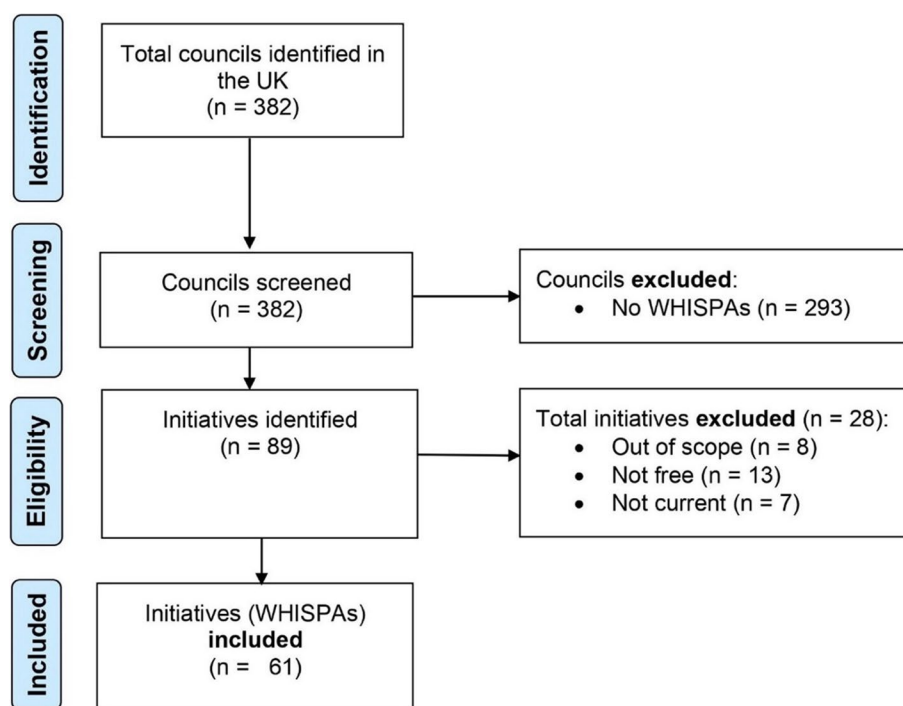 Identification
Total councils identified in
the UK
(n = 382)
Screening
Councils screened
(n = 382)
Councils excluded:
• No WHISPAs (n = 293)
Eligibility
Initiatives identified
(n = 89)
Total initiatives excluded (n = 28):
• Out of scope (n = 8)
• Not free (n = 13)
• Not current (n = 7)
Included
Initiatives (WHISPAs)
included
(n = 61)